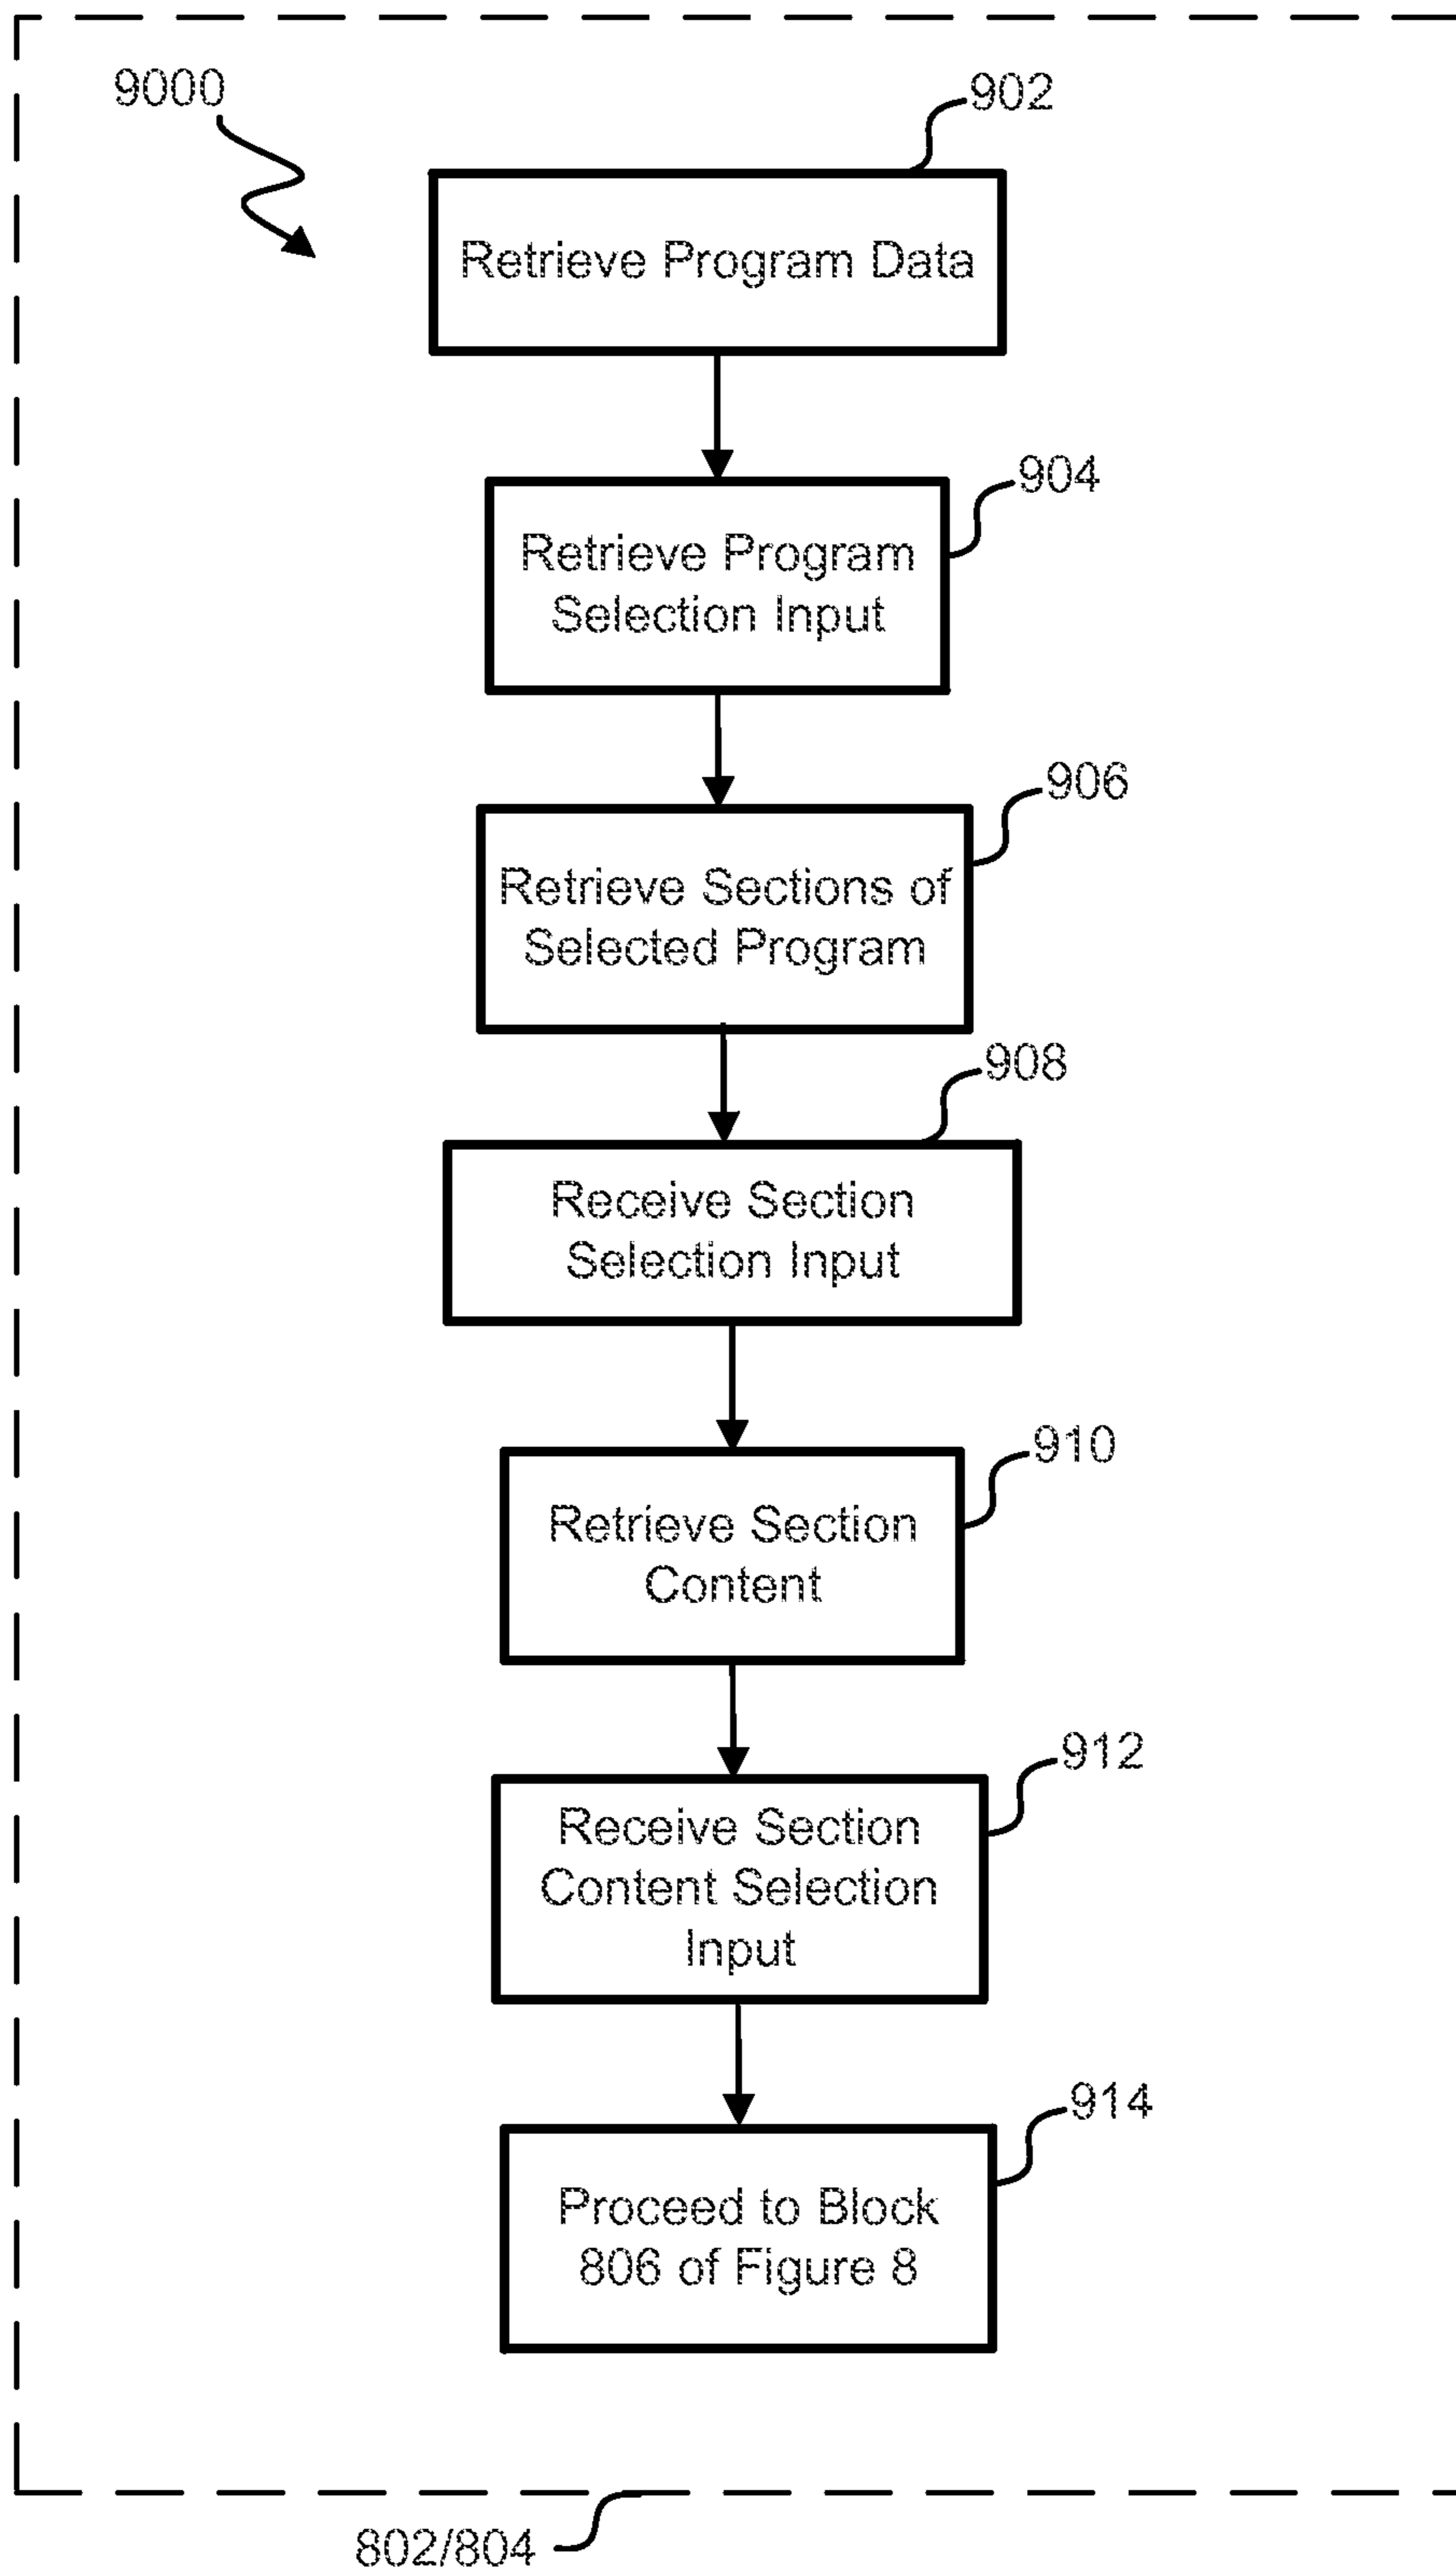 9000
902
Retrieve Program Data
904
Retrieve Program
Selection Input
906
Retrieve Sections of
Selected Program
908
Receive Section
Selection Input
910
Retrieve Section
Content
912
Receive Section
Content Selection
Input
914
Proceed to Block
806 of Figure 8
802/804